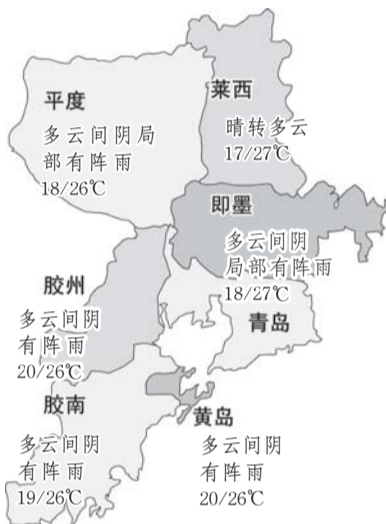 平度
多云间阴局
部有阵雨
18/26℃
莱西
晴转多云
17/27℃
即墨
多云间阴
局部有阵雨
18/27℃
胶州
多云间阴
有阵雨
20/26℃
青岛
胶南
多云间阴
有阵雨
19/26℃
黄岛
多云间阴
有阵雨
20/26℃